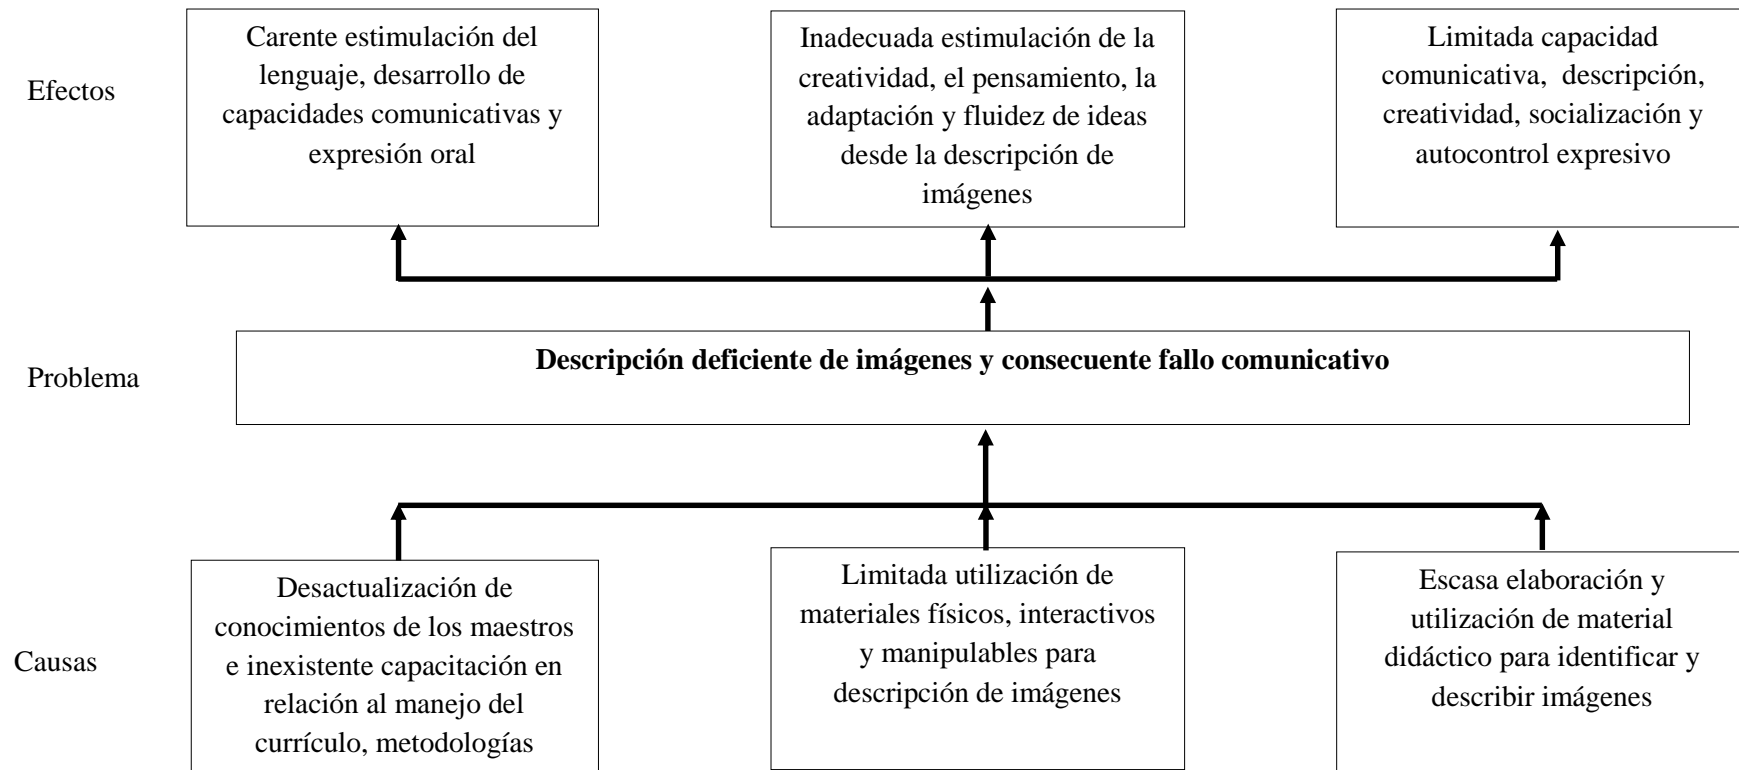 Efectos
Carente estimulación del
lenguaje, desarrollo de
capacidades comunicativas y
expresión oral
Inadecuada estimulación de la
creatividad, el pensamiento, la
adaptación y fluidez de ideas
desde la descripción de
imágenes
Limitada capacidad
comunicativa, descripción,
creatividad, socialización y
autocontrol expresivo
Problema
Descripción deficiente de imágenes y consecuente fallo comunicativo
Causas
Desactualización de
conocimientos de los maestros
e inexistente capacitación en
relación al manejo del
currículo, metodologías
Limitada utilización de
materiales físicos, interactivos
y manipulables para
descripción de imágenes
Escasa elaboración y
utilización de material
didáctico para identificar y
describir imágenes